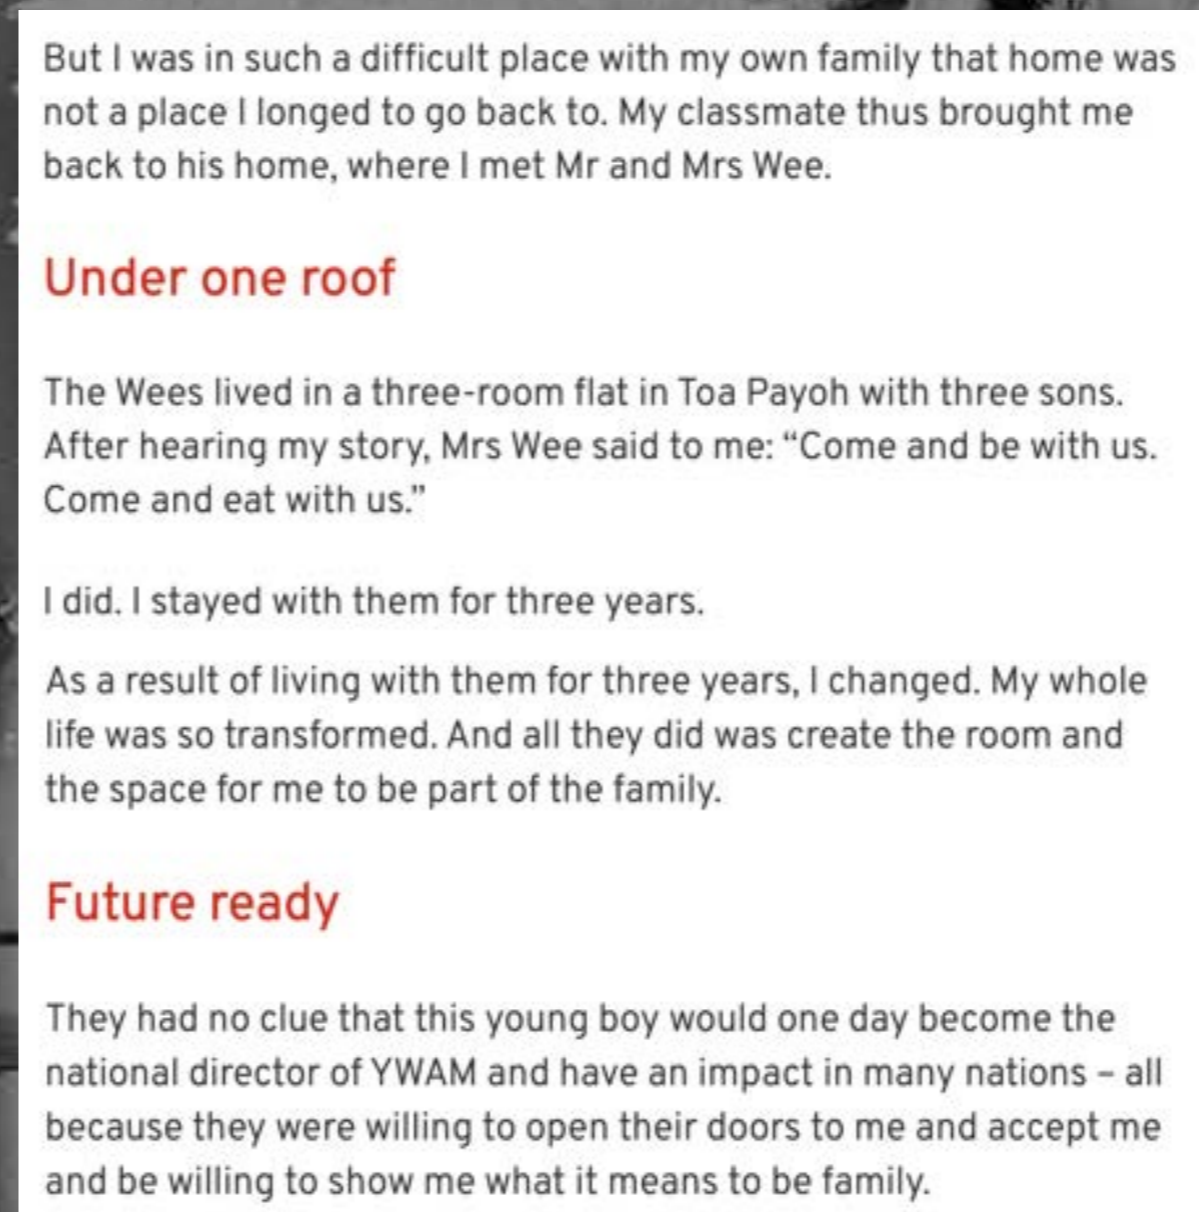 But I was in such a difficult place with my own family that home was
not a place I longed to go back to. My classmate thus brought me
back to his home, where I met Mr and Mrs Wee.
Under one roof
The Wees lived in a three-room flat in Toa Payoh with three sons.
After hearing my story, Mrs Wee said to me: “Come and be with us.
Come and eat with us.”
I did. I stayed with them for three years.
As a result of living with them for three years, I changed. My whole
life was so transformed. And all they did was create the room and
the space for me to be part of the family.
Future ready
They had no clue that this young boy would one day become the
national director of YWAM and have an impact in many nations – all
because they were willing to open their doors to me and accept me
and be willing to show me what it means to be family.